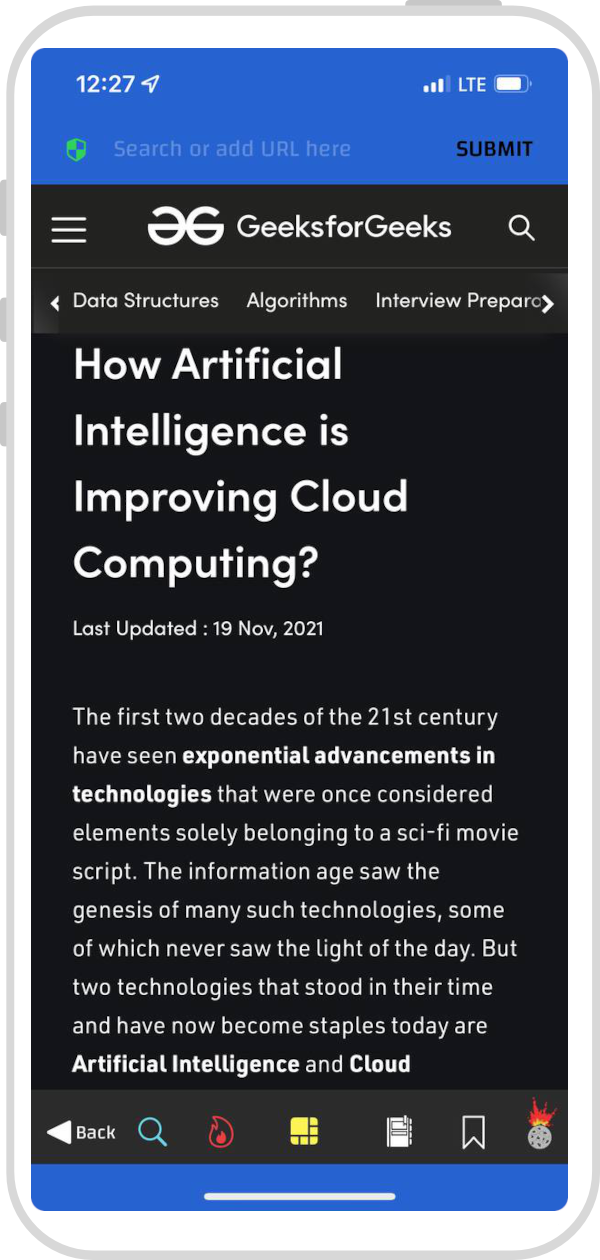 12:27
LTE
Search or add URL here
SUBMIT
GeeksforGeeks
Data Structures Algorithms Interview Prepara
How Artificial
Intelligence is
Improving Cloud
Computing?
Last Updated : 19 Nov, 2021
The first two decades of the 21st century
have seen exponential advancements in
technologies that were once considered
elements solely belonging to a sci-fi movie
script. The information age saw the
genesis of many such technologies, some
of which never saw the light of the day. But
two technologies that stood in their time
and have now become staples today are
Artificial Intelligence and Cloud
Back